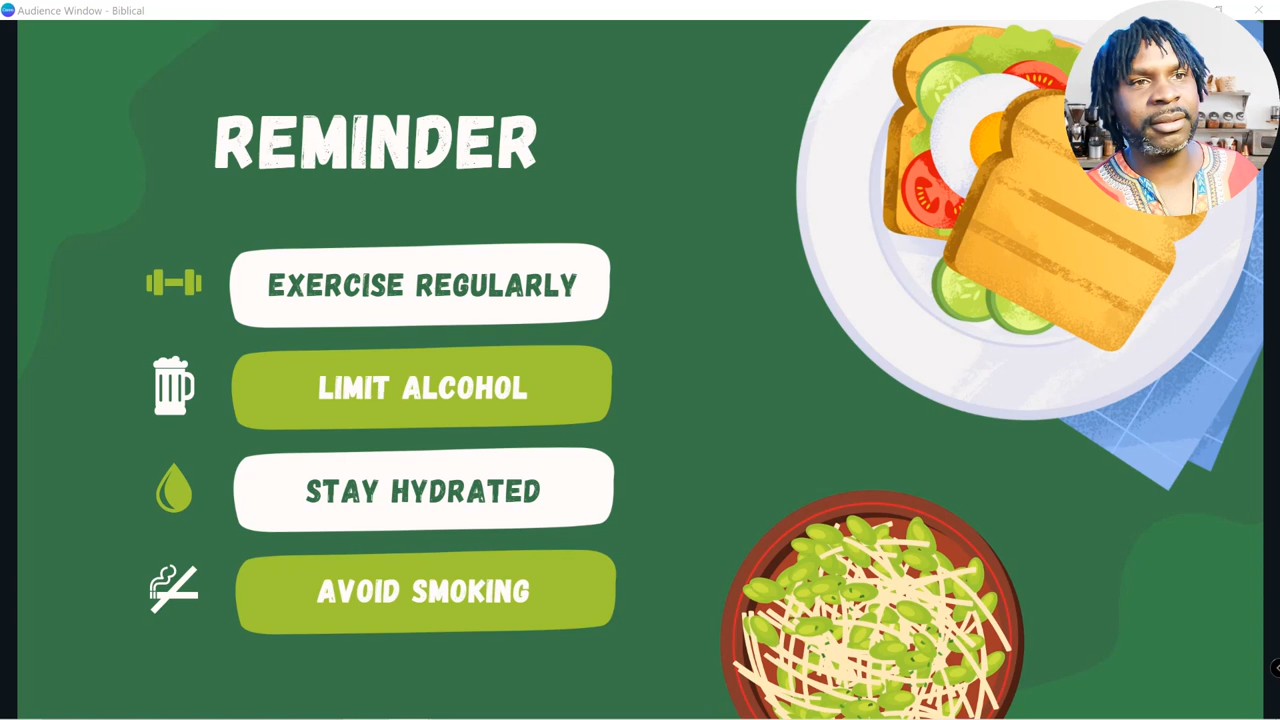 Audience Window - Biblical
REMINDER
EXERCISE REGULARLY
LIMIT ALCOHOL
STAY HYDRATED
AVOID SMOKING